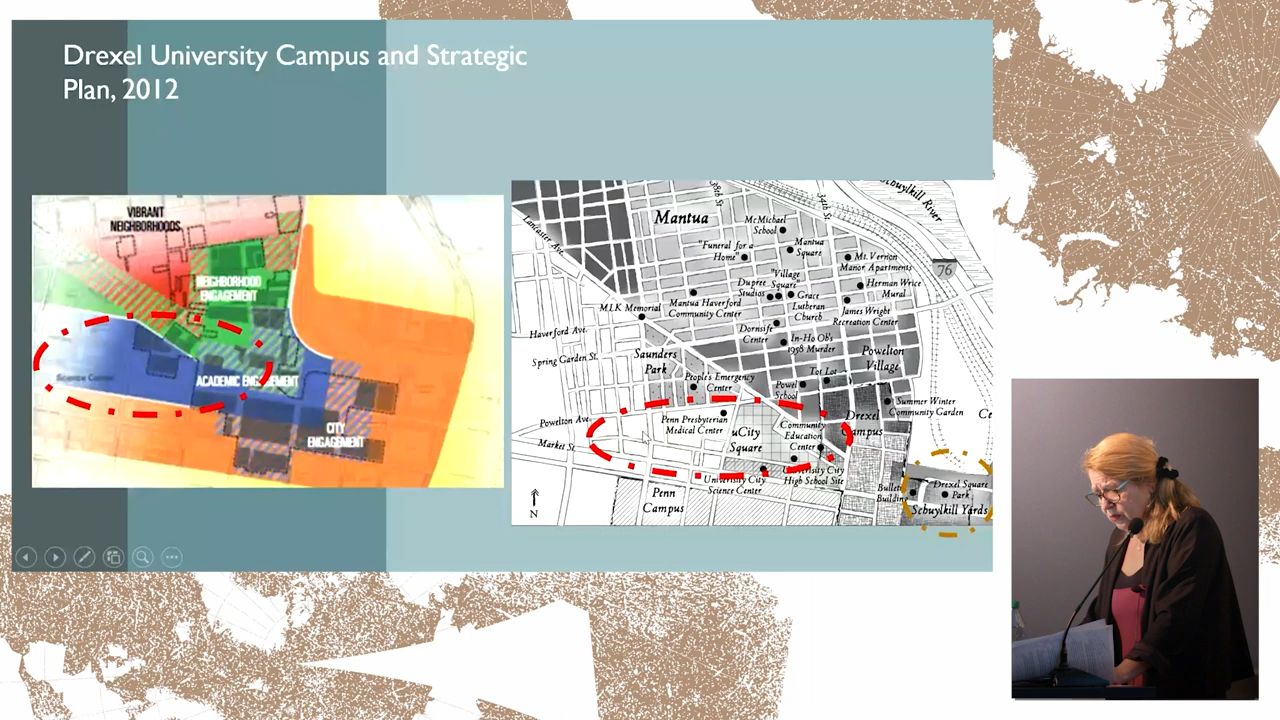 Drexel University Campus and Strategic
Plan, 2012
VIBRANT
NEIGHBORHOODS
NEIGHBORHOOD
ENGAGEMENT
Science Center
ACADEMIC ENGAGEMENT
CITY
ENGAGEMENT
Schuylkill River
38th St.
34th St.
Mantua
McMichael
School
Lancaster Ave.
"Funeral for a
Home"
Mantua
Square
Mt. Vernon
Manor Apartments
76
"Village
Square"
Dupree
Studios
Herman Wrice
Mural
Grace
Lutheran
Church
Mantua Haverford
Community Center
M.L.K Memorial
James Wright
Recreation Center
Dornsife
Center
Haverford Ave.
In-Ho Oh's
1958 Murder
Spring Garden St.
Saunders
Park
Powelton
Village
People's Emergency
Center
Powel
School
Tot Lot
Summer Winter
Community Garden
Powelton Ave.
Penn Presbyterian
Medical Center
Community
Education
Center
Drexel
Campus
uCity
Square
Market St.
University City
High School Site
University City
Science Center
Penn
Campus
Bulletin
Building
Drexel Square
Park
Schuylkill Yards
N